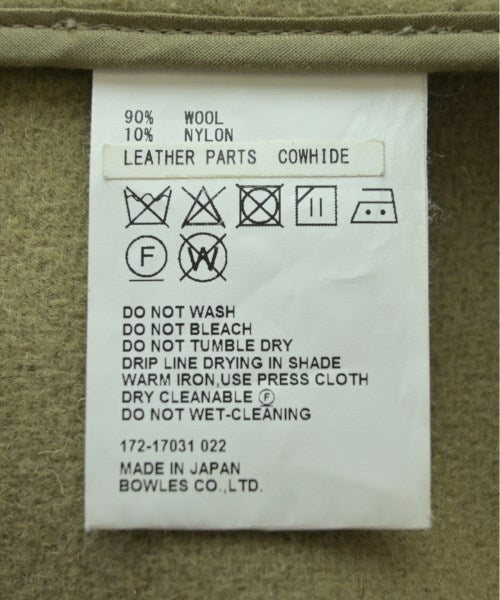 90% WOOL
10% NYLON
LEATHER PARTS COWHIDE
F W
DO NOT WASH
DO NOT BLEACH
DO NOT TUMBLE DRY
DRIP LINE DRYING IN SHADE
WARM IRON,USE PRESS CLOTH
DRY CLEANABLE Ⓕ
DO NOT WET-CLEANING
172-17031 022
MADE IN JAPAN
BOWLES CO.,LTD.